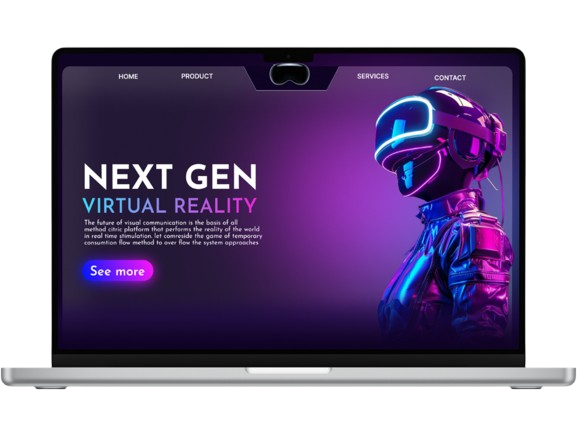 HOME PRODUCT SERVICES CONTACT
NEXT GEN
VIRTUAL REALITY
The future of visual communication is the basis of all
method citric platform that performs the reality of the world
in real time stimulation. let comreside the game of temporary
consumtion flow method to over flow the system approaches
See more